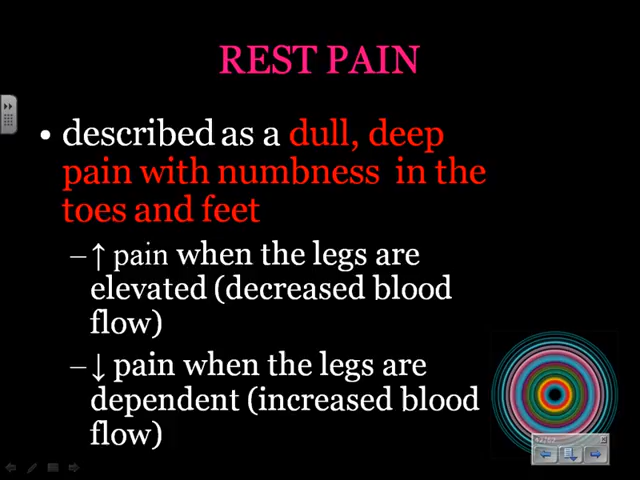 REST PAIN
• described as a dull, deep
pain with numbness in the
toes and feet
–↑ pain when the legs are
elevated (decreased blood
flow)
–↓ pain when the legs are
dependent (increased blood
flow)